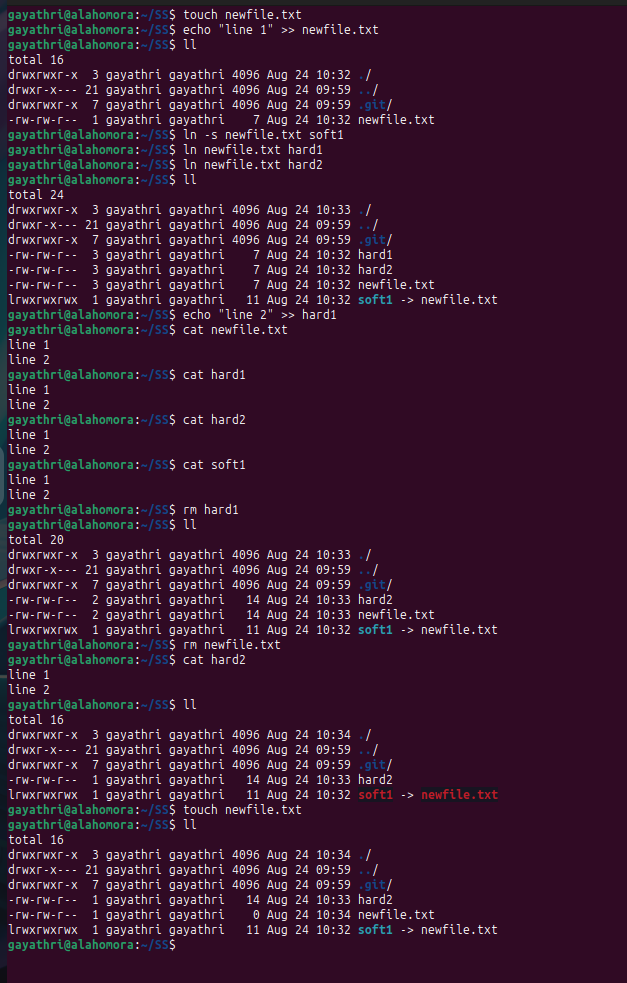 gayathri@alahomora:~/SS$ touch newfile.txt
gayathri@alahomora:~/SS$ echo "line 1" >> newfile.txt
gayathri@alahomora:~/SS$ ll
total 16
drwxrwxr-x  3 gayathri gayathri 4096 Aug 24 10:32 ./
drwxr-x--- 21 gayathri gayathri 4096 Aug 24 09:59 ../
drwxrwxr-x  7 gayathri gayathri 4096 Aug 24 09:59 .git/
-rw-rw-r--  1 gayathri gayathri    7 Aug 24 10:32 newfile.txt
gayathri@alahomora:~/SS$ ln -s newfile.txt soft1
gayathri@alahomora:~/SS$ ln newfile.txt hard1
gayathri@alahomora:~/SS$ ln newfile.txt hard2
gayathri@alahomora:~/SS$ ll
total 24
drwxrwxr-x  3 gayathri gayathri 4096 Aug 24 10:33 ./
drwxr-x--- 21 gayathri gayathri 4096 Aug 24 09:59 ../
drwxrwxr-x  7 gayathri gayathri 4096 Aug 24 09:59 .git/
-rw-rw-r--  3 gayathri gayathri    7 Aug 24 10:32 hard1
-rw-rw-r--  3 gayathri gayathri    7 Aug 24 10:32 hard2
-rw-rw-r--  3 gayathri gayathri    7 Aug 24 10:32 newfile.txt
lrwxrwxrwx  1 gayathri gayathri   11 Aug 24 10:32 soft1 -> newfile.txt
gayathri@alahomora:~/SS$ echo "line 2" >> hard1
gayathri@alahomora:~/SS$ cat newfile.txt
line 1
line 2
gayathri@alahomora:~/SS$ cat hard1
line 1
line 2
gayathri@alahomora:~/SS$ cat hard2
line 1
line 2
gayathri@alahomora:~/SS$ cat soft1
line 1
line 2
gayathri@alahomora:~/SS$ rm hard1
gayathri@alahomora:~/SS$ ll
total 20
drwxrwxr-x  3 gayathri gayathri 4096 Aug 24 10:33 ./
drwxr-x--- 21 gayathri gayathri 4096 Aug 24 09:59 ../
drwxrwxr-x  7 gayathri gayathri 4096 Aug 24 09:59 .git/
-rw-rw-r--  2 gayathri gayathri   14 Aug 24 10:33 hard2
-rw-rw-r--  2 gayathri gayathri   14 Aug 24 10:33 newfile.txt
lrwxrwxrwx  1 gayathri gayathri   11 Aug 24 10:32 soft1 -> newfile.txt
gayathri@alahomora:~/SS$ rm newfile.txt
gayathri@alahomora:~/SS$ cat hard2
line 1
line 2
gayathri@alahomora:~/SS$ ll
total 16
drwxrwxr-x  3 gayathri gayathri 4096 Aug 24 10:34 ./
drwxr-x--- 21 gayathri gayathri 4096 Aug 24 09:59 ../
drwxrwxr-x  7 gayathri gayathri 4096 Aug 24 09:59 .git/
-rw-rw-r--  1 gayathri gayathri   14 Aug 24 10:33 hard2
lrwxrwxrwx  1 gayathri gayathri   11 Aug 24 10:32 soft1 -> newfile.txt
gayathri@alahomora:~/SS$ touch newfile.txt
gayathri@alahomora:~/SS$ ll
total 16
drwxrwxr-x  3 gayathri gayathri 4096 Aug 24 10:34 ./
drwxr-x--- 21 gayathri gayathri 4096 Aug 24 09:59 ../
drwxrwxr-x  7 gayathri gayathri 4096 Aug 24 09:59 .git/
-rw-rw-r--  1 gayathri gayathri   14 Aug 24 10:33 hard2
-rw-rw-r--  1 gayathri gayathri    0 Aug 24 10:34 newfile.txt
lrwxrwxrwx  1 gayathri gayathri   11 Aug 24 10:32 soft1 -> newfile.txt
gayathri@alahomora:~/SS$